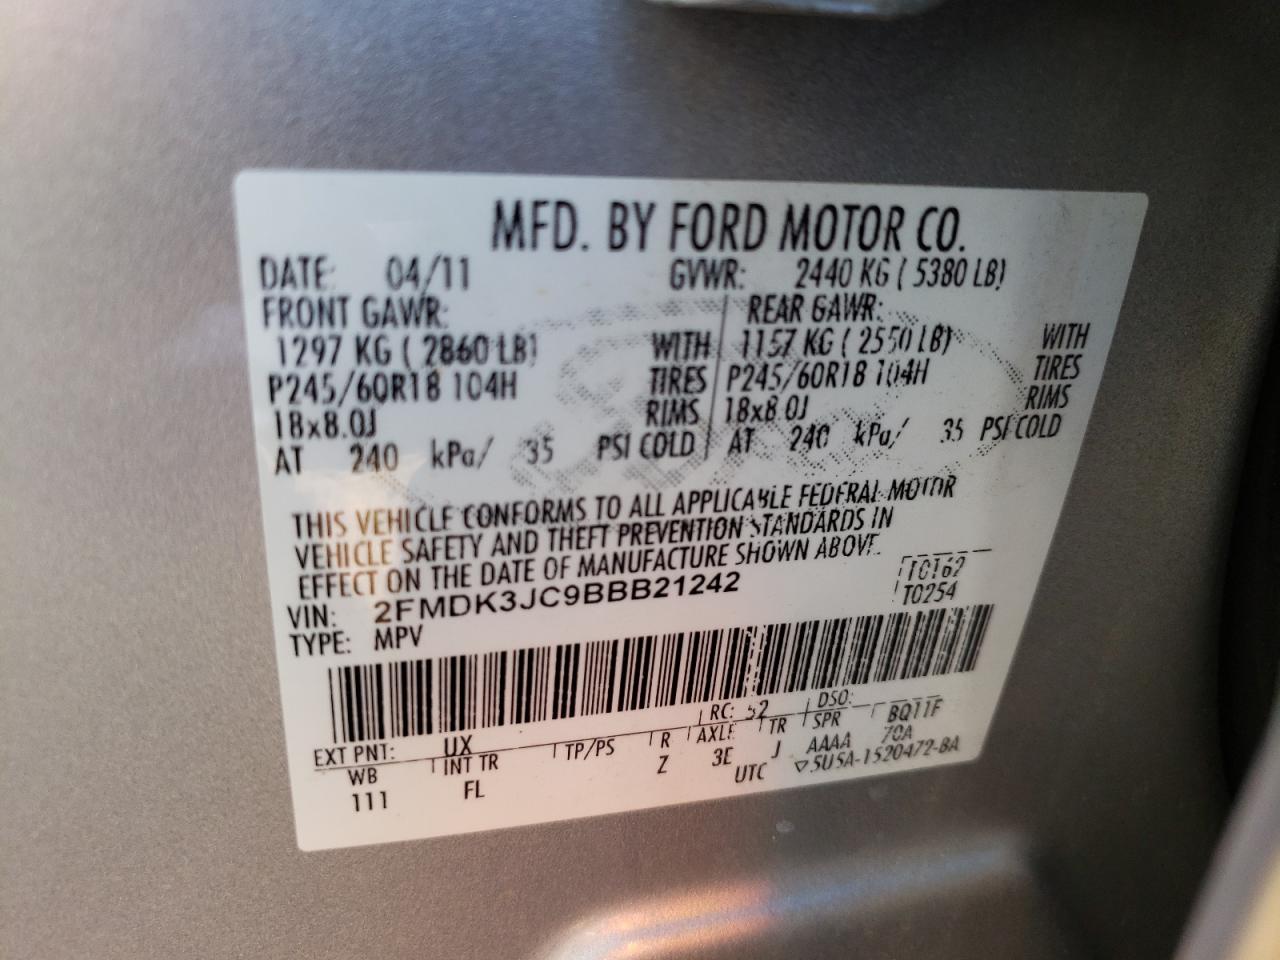 MFD. BY FORD MOTOR CO.
DATE: 04/11 GVWR: 2440 KG ( 5380 LB)
FRONT GAWR: REAR GAWR:
1297 KG ( 2860 LB) WITH 1157 KG ( 2550 LB) WITH
P245/60R18 104H TIRES P245/60R18 104H TIRES
18x8.0J RIMS 18x8.0J RIMS
AT 240 kPa/ 35 PSI COLD AT 240 kPa/ 35 PSI COLD
THIS VEHICLE CONFORMS TO ALL APPLICABLE FEDERAL MOTOR
VEHICLE SAFETY AND THEFT PREVENTION STANDARDS IN
EFFECT ON THE DATE OF MANUFACTURE SHOWN ABOVE.
VIN: 2FMDK3JC9BBB21242 T0162
TYPE: MPV T0254
EXT PNT: UX RC: 52 DSO:
WB INT TR TP/PS R AXLE TR SPR BQ11F
111 FL Z 3E J AAAA 70A
UTC ▽5U5A-1520472-BA